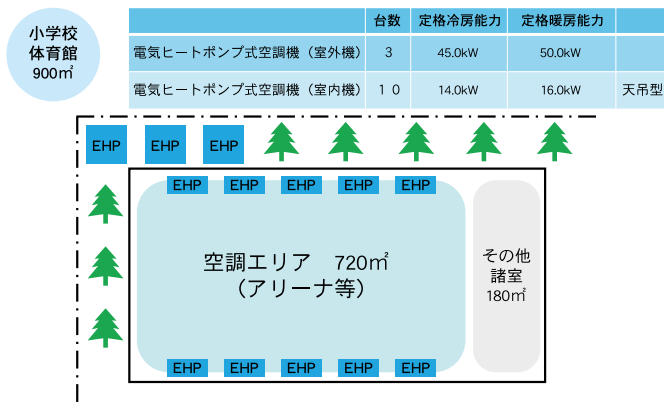 小学校
体育館
900㎡
台数 定格冷房能力 定格暖房能力
電気ヒートポンプ式空調機（室外機） 3 45.0kW 50.0kW
電気ヒートポンプ式空調機（室内機） １０ 14.0kW 16.0kW 天吊型
EHP EHP EHP
EHP EHP EHP EHP EHP
空調エリア　720㎡
（アリーナ等）
その他
諸室
180㎡
EHP EHP EHP EHP EHP